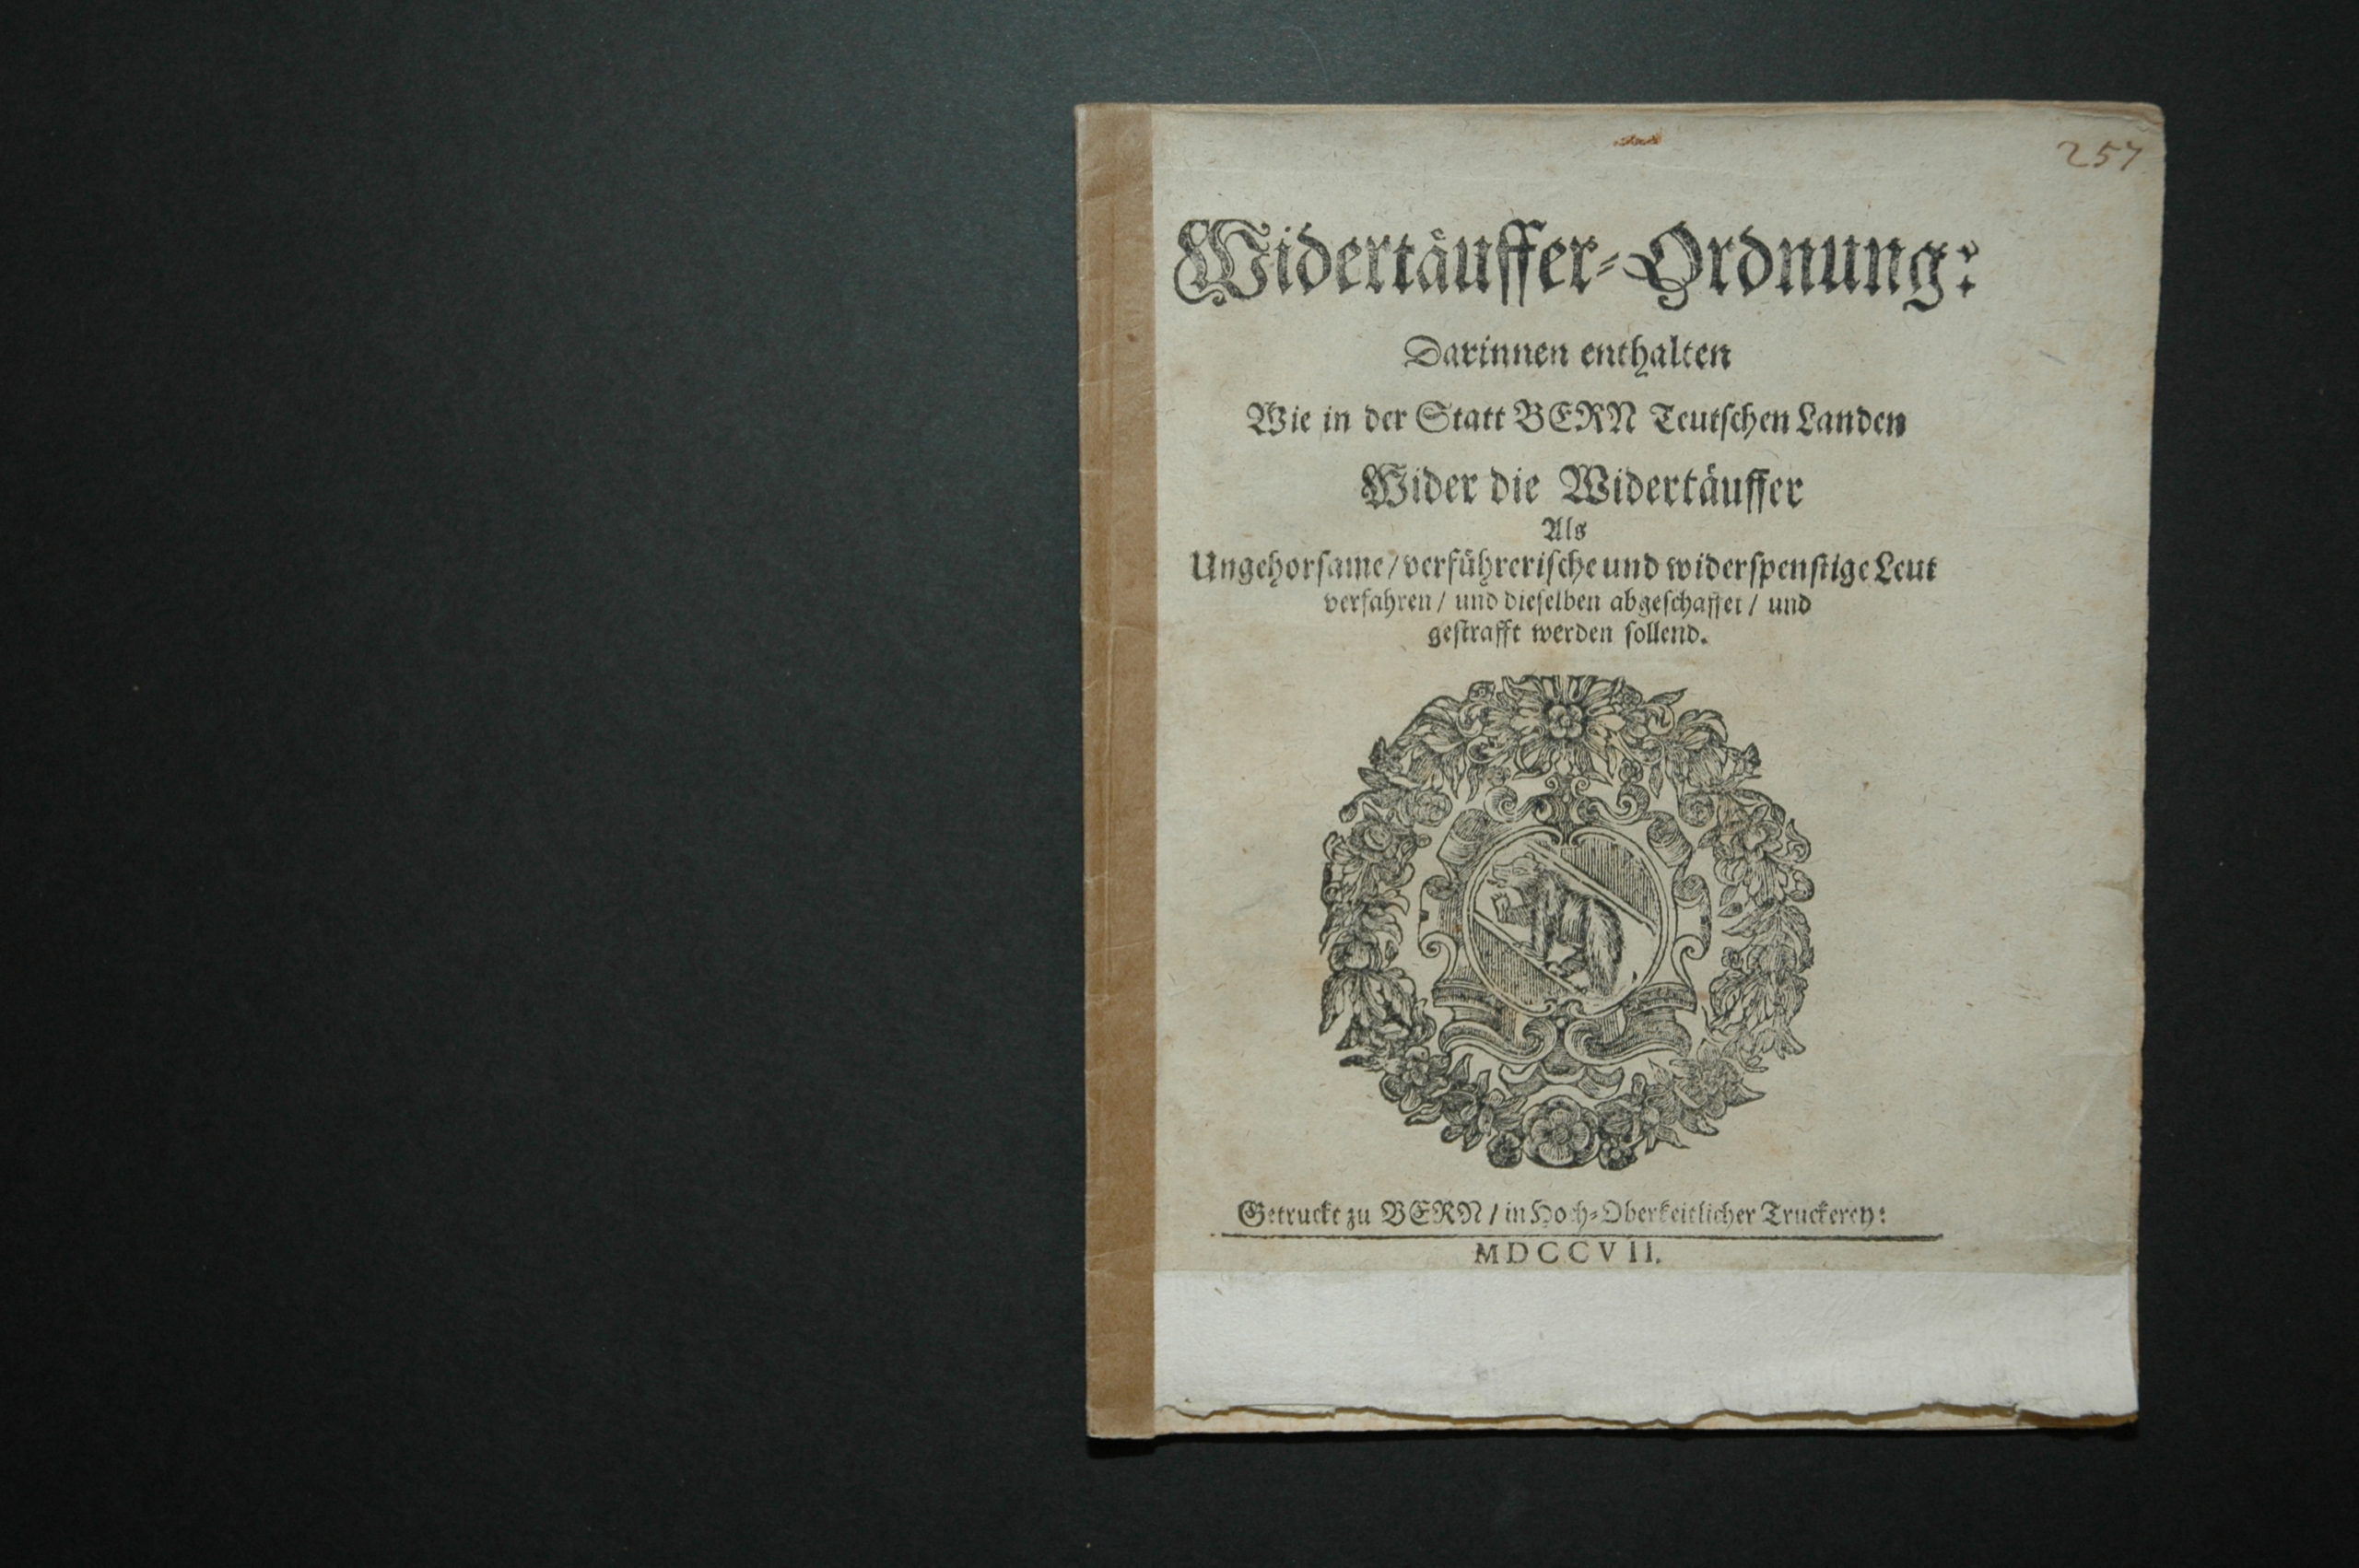 257
Widertäuffer-Ordnung:
Darinnen enthalten
Wie in der Statt BERN Teutschen Landen
Wider die Widertäuffer
Als
Ungehorsame / verführerische und widerspenstige Leut
verfahren / und dieselben abgeschaffet / und
gestrafft werden sollend.
Getruckt zu BERN / in Hoch-Oberkeitlicher Truckerey:
MDCCVII.